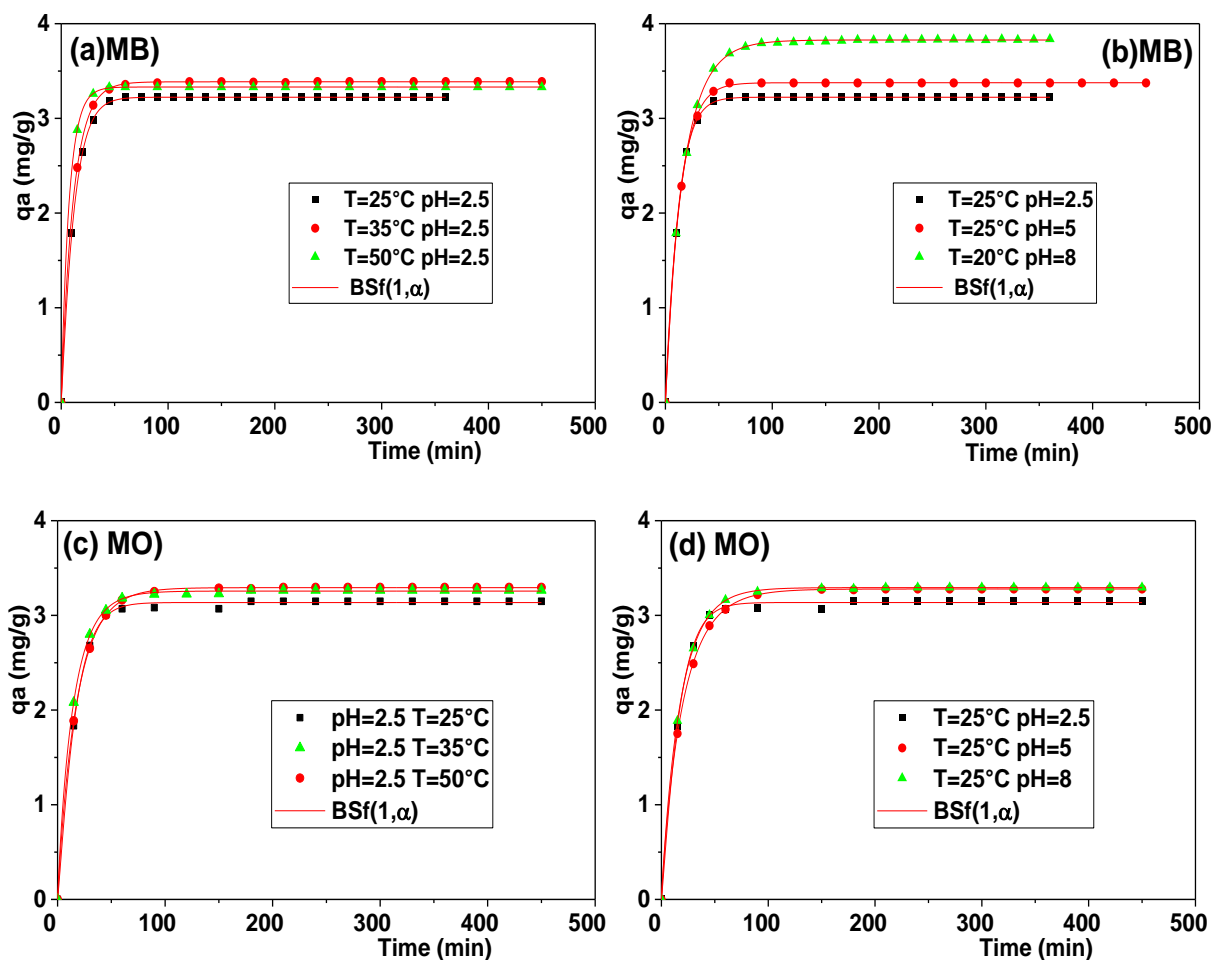 (a)MB)
qa (mg/g)
4
3
2
1
0
T=25°C pH=2.5
T=35°C pH=2.5
T=50°C pH=2.5
BSf(1,α)
0 100 200 300 400 500
Time (min)
(b)MB)
qa (mg/g)
4
3
2
1
0
T=25°C pH=2.5
T=25°C pH=5
T=20°C pH=8
BSf(1,α)
0 100 200 300 400 500
Time (min)
(c) MO)
qa (mg/g)
4
3
2
1
0
pH=2.5 T=25°C
pH=2.5 T=35°C
pH=2.5 T=50°C
BSf(1,α)
0 100 200 300 400 500
Time (min)
(d) MO)
qa (mg/g)
4
3
2
1
0
T=25°C pH=2.5
T=25°C pH=5
T=25°C pH=8
BSf(1,α)
0 100 200 300 400 500
Time (min)